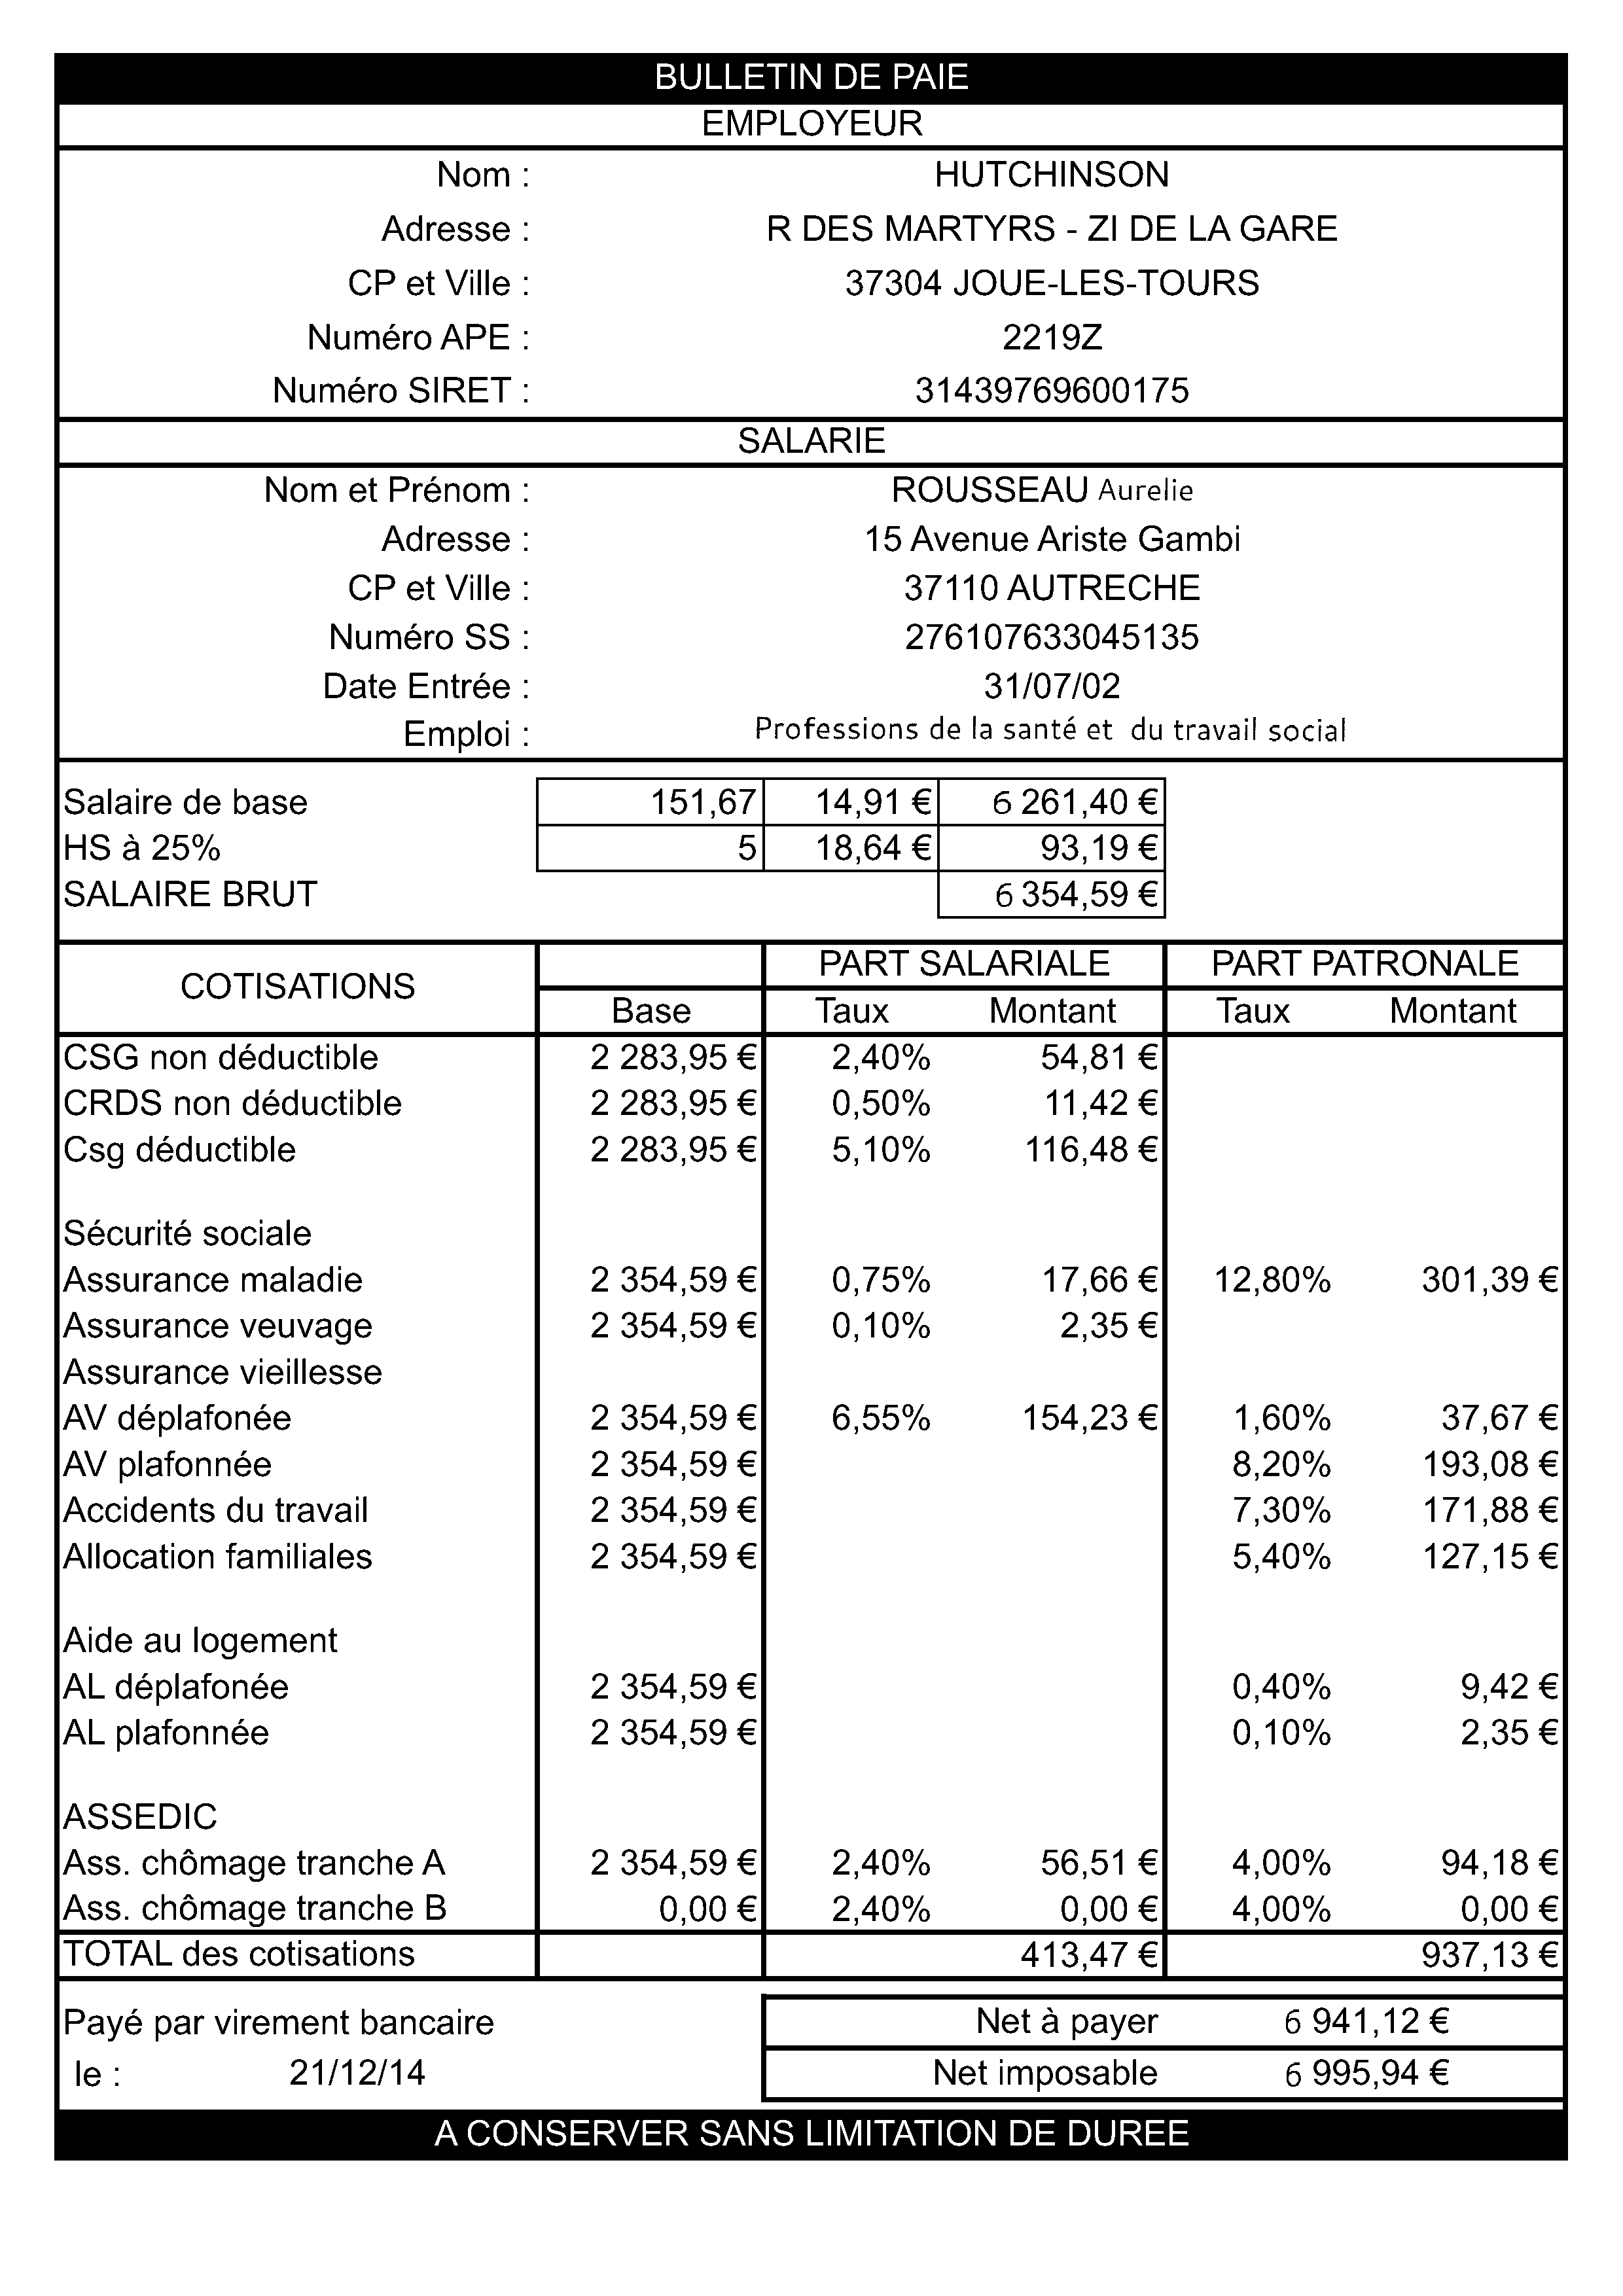 BULLETIN DE PAIE
EMPLOYEUR
Nom : HUTCHINSON
Adresse : R DES MARTYRS - ZI DE LA GARE
CP et Ville : 37304 JOUE-LES-TOURS
Numéro APE : 2219Z
Numéro SIRET : 31439769600175
SALARIE
Nom et Prénom : ROUSSEAU Aurelie
Adresse : 15 Avenue Ariste Gambi
CP et Ville : 37110 AUTRECHE
Numéro SS : 276107633045135
Date Entrée : 31/07/02
Emploi : Professions de la santé et du travail social
Salaire de base 151,67 14,91 € 6 261,40 €
HS à 25% 5 18,64 € 93,19 €
SALAIRE BRUT 6 354,59 €
COTISATIONS PART SALARIALE PART PATRONALE
Base Taux Montant Taux Montant
CSG non déductible 2 283,95 € 2,40% 54,81 €
CRDS non déductible 2 283,95 € 0,50% 11,42 €
Csg déductible 2 283,95 € 5,10% 116,48 €
Sécurité sociale
Assurance maladie 2 354,59 € 0,75% 17,66 € 12,80% 301,39 €
Assurance veuvage 2 354,59 € 0,10% 2,35 €
Assurance vieillesse
AV déplafonée 2 354,59 € 6,55% 154,23 € 1,60% 37,67 €
AV plafonnée 2 354,59 € 8,20% 193,08 €
Accidents du travail 2 354,59 € 7,30% 171,88 €
Allocation familiales 2 354,59 € 5,40% 127,15 €
Aide au logement
AL déplafonée 2 354,59 € 0,40% 9,42 €
AL plafonnée 2 354,59 € 0,10% 2,35 €
ASSEDIC
Ass. chômage tranche A 2 354,59 € 2,40% 56,51 € 4,00% 94,18 €
Ass. chômage tranche B 0,00 € 2,40% 0,00 € 4,00% 0,00 €
TOTAL des cotisations 413,47 € 937,13 €
Payé par virement bancaire Net à payer 6 941,12 €
le : 21/12/14 Net imposable 6 995,94 €
A CONSERVER SANS LIMITATION DE DUREE